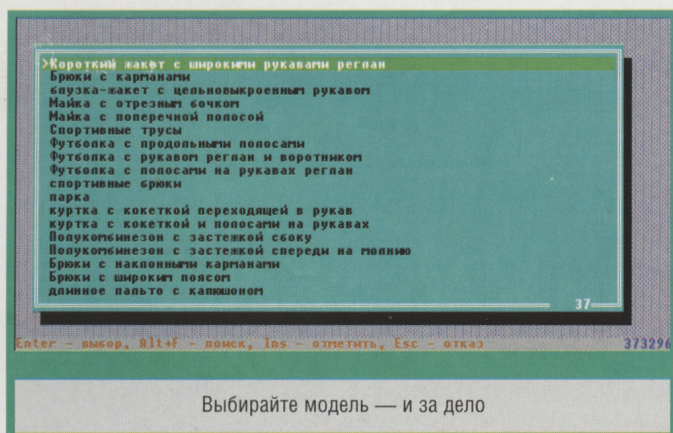 >Короткий жакет с широкими рукавами реглан
Брюки с карманами
блузка-жакет с цельновыкроенным рукавом
Майка с отрезным бочком
Майка с поперечной полосой
Спортивные трусы
Футболка с продольными полосами
Футболка с рукавом реглан и воротником
Футболка с полосами на рукавах реглан
спортивные брюки
парка
куртка с кокеткой переходящей в рукав
куртка с кокеткой и полосами на рукавах
Полукомбинезон с застежкой сбоку
Полукомбинезон с застежкой спереди на молнию
Брюки с наклонными карманами
Брюки с широким поясом
длинное пальто с капюшоном
37
Enter - выбор, Alt+F - поиск, Ins - отметить, Esc - отказ 373296
Выбирайте модель — и за дело